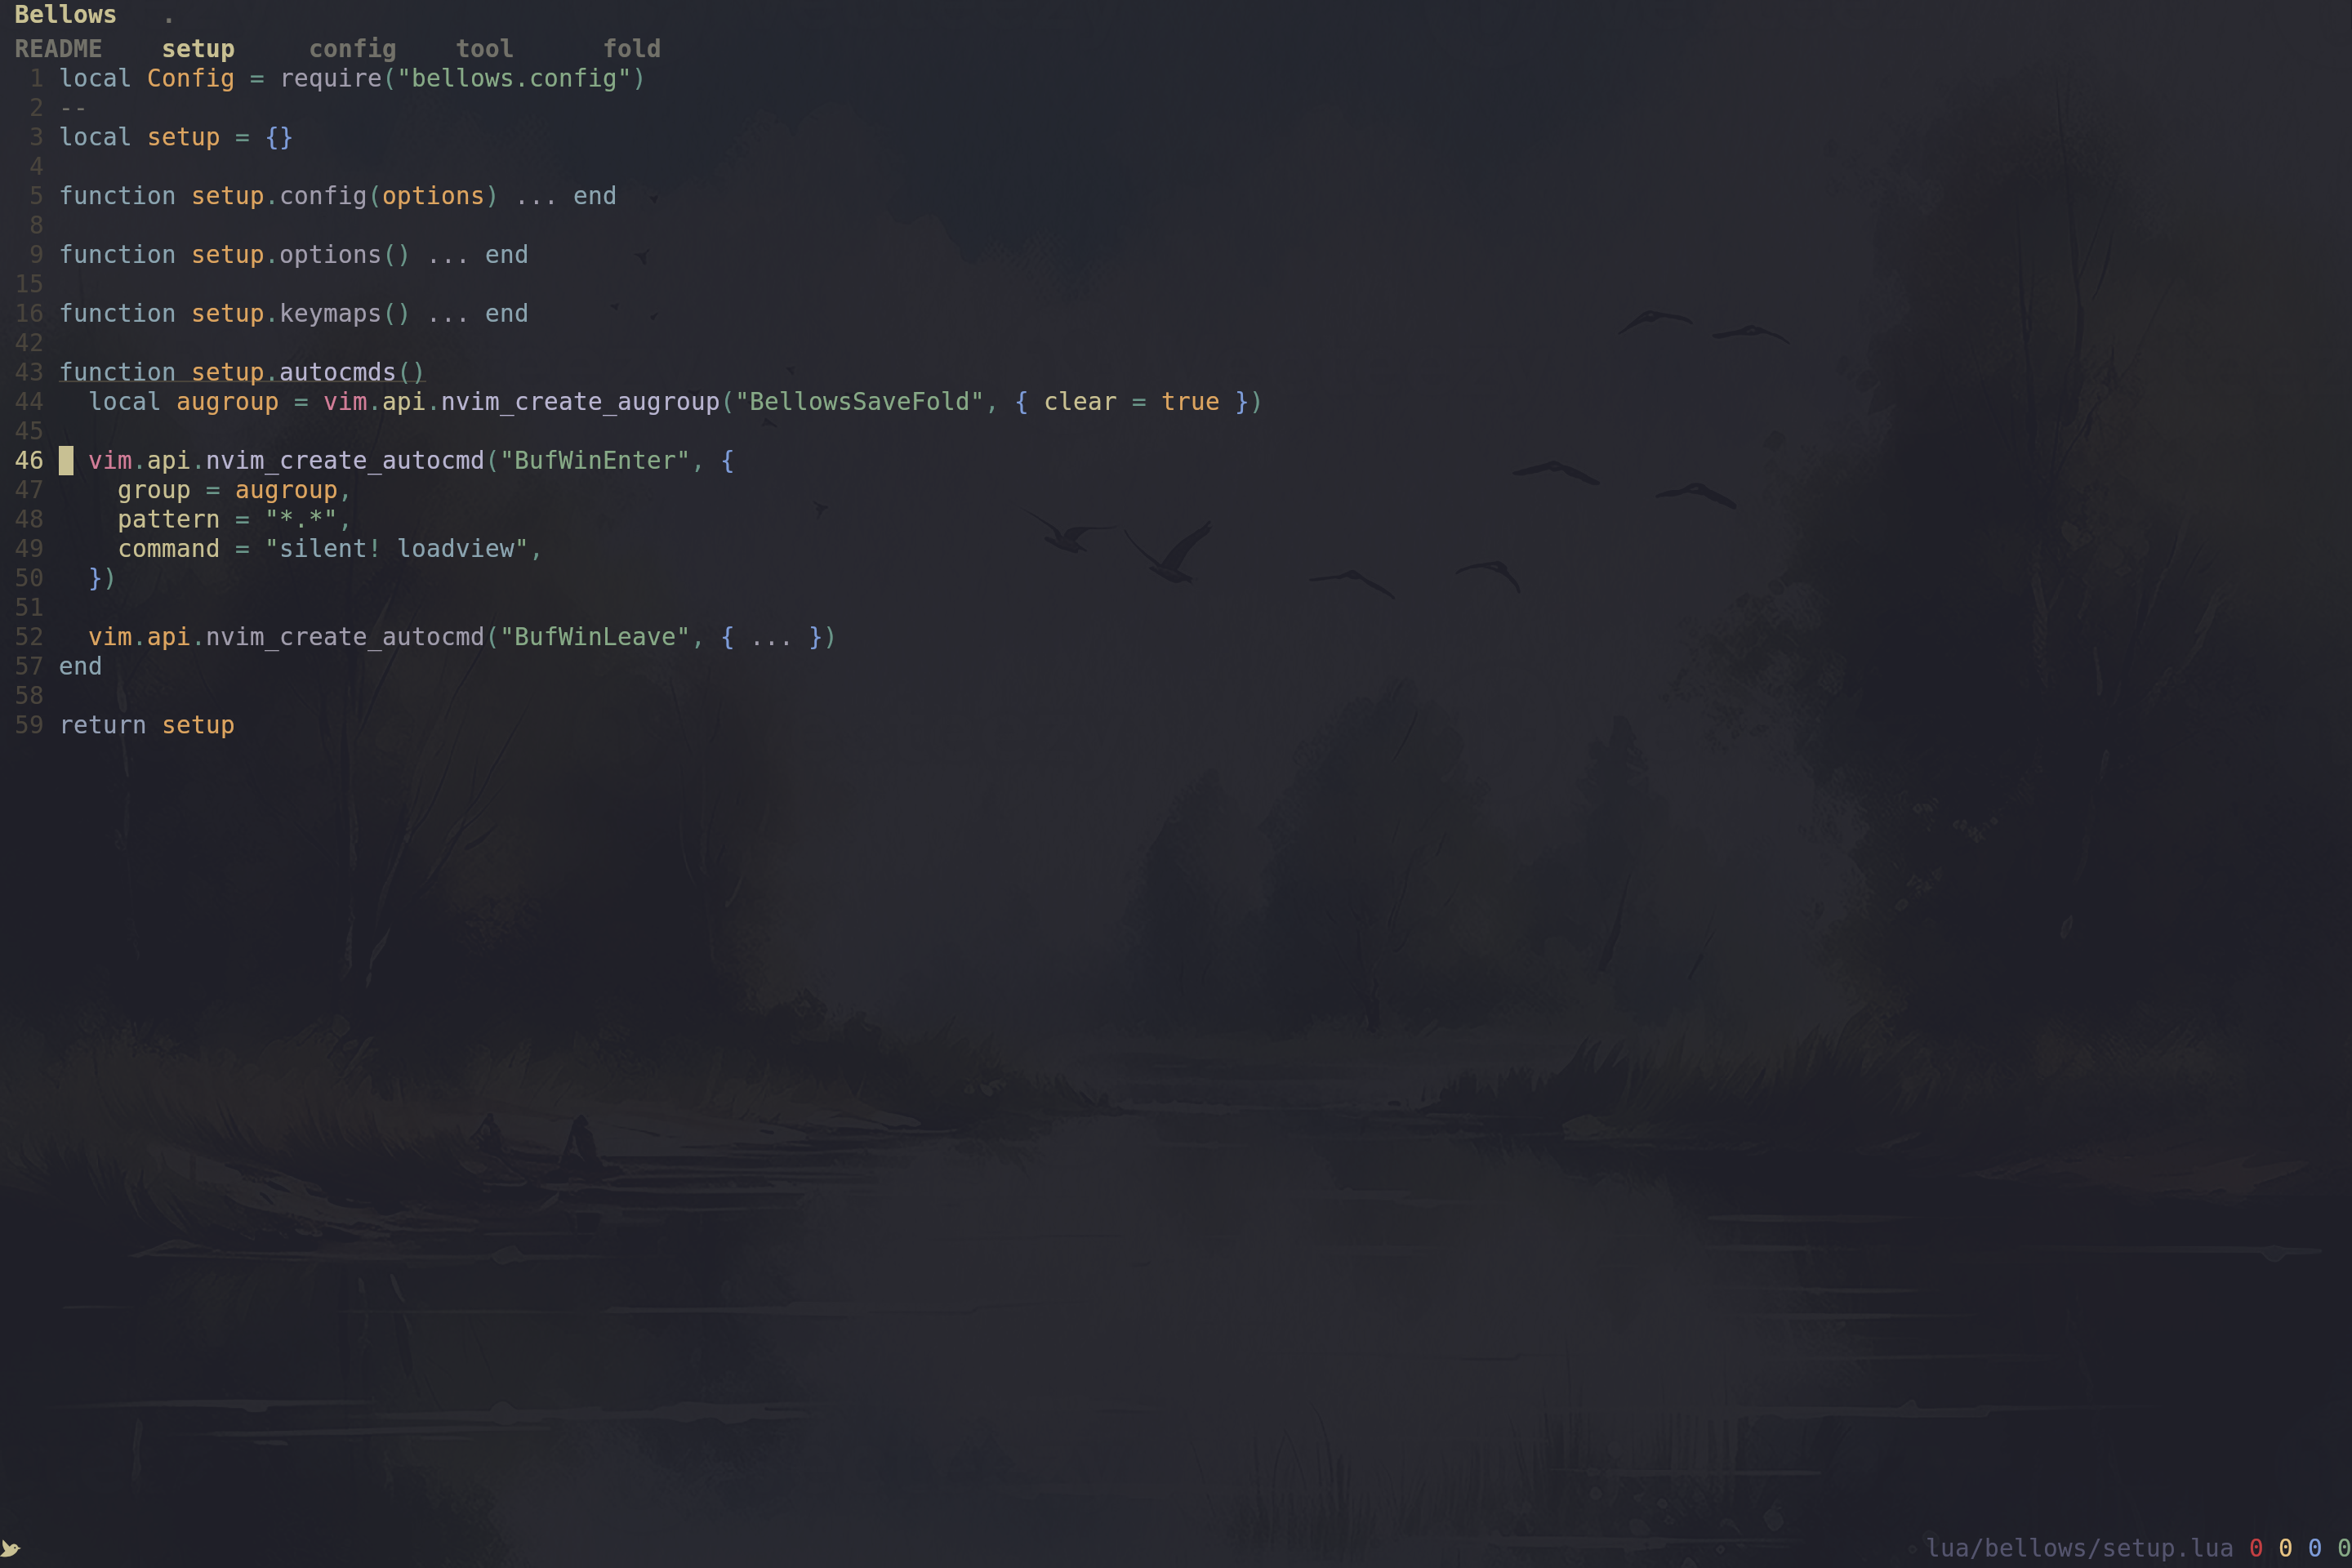 Bellows .
README setup config tool fold
1 local Config = require("bellows.config")
2 --
3 local setup = {}
4
5 function setup.config(options) ... end
8
9 function setup.options() ... end
15
16 function setup.keymaps() ... end
42
43 function setup.autocmds()
44   local augroup = vim.api.nvim_create_augroup("BellowsSaveFold", { clear = true })
45
46   vim.api.nvim_create_autocmd("BufWinEnter", {
47     group = augroup,
48     pattern = "*.*",
49     command = "silent! loadview",
50   })
51
52   vim.api.nvim_create_autocmd("BufWinLeave", { ... })
57 end
58
59 return setup
lua/bellows/setup.lua 0 0 0 0